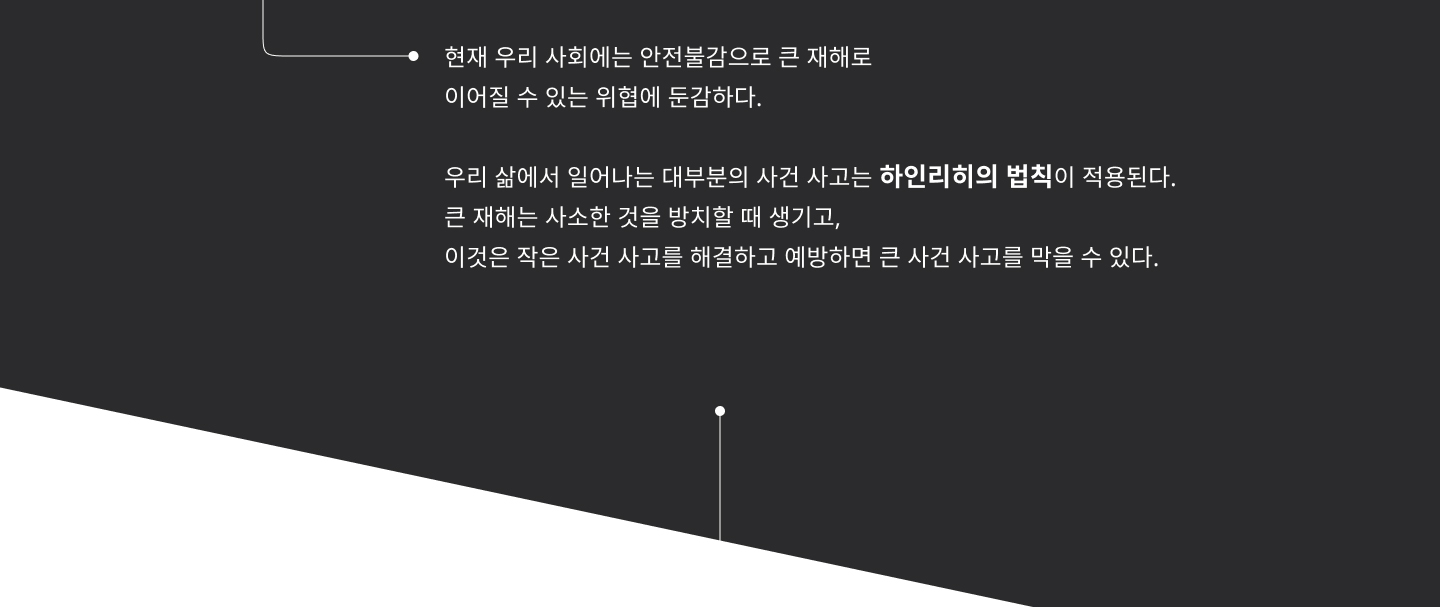 현재 우리 사회에는 안전불감으로 큰 재해로
이어질 수 있는 위협에 둔감하다.
우리 삶에서 일어나는 대부분의 사건 사고는 하인리히의 법칙이 적용된다.
큰 재해는 사소한 것을 방치할 때 생기고,
이것은 작은 사건 사고를 해결하고 예방하면 큰 사건 사고를 막을 수 있다.